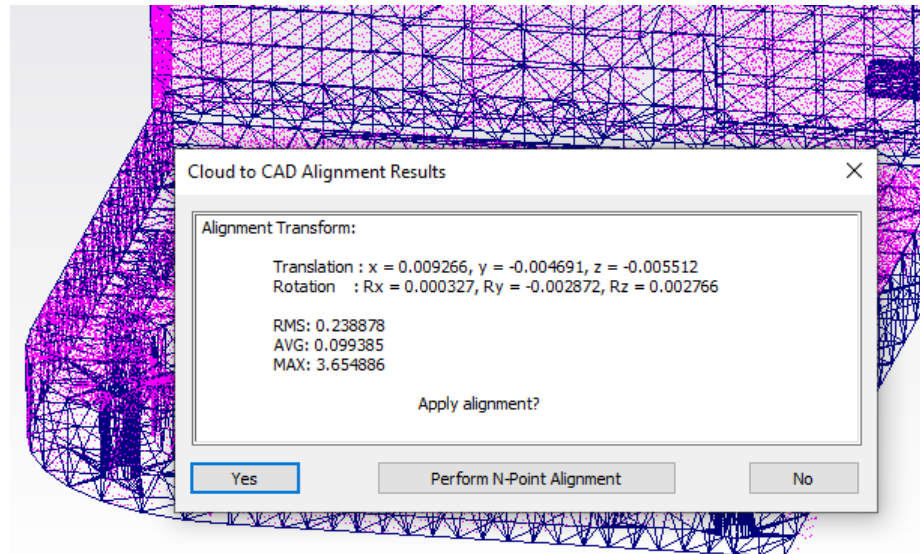 Cloud to CAD Alignment Results
Alignment Transform:
Translation : x = 0.009266, y = -0.004691, z = -0.005512
Rotation : Rx = 0.000327, Ry = -0.002872, Rz = 0.002766
RMS: 0.238878
AVG: 0.099385
MAX: 3.654886
Apply alignment?
Yes
Perform N-Point Alignment
No